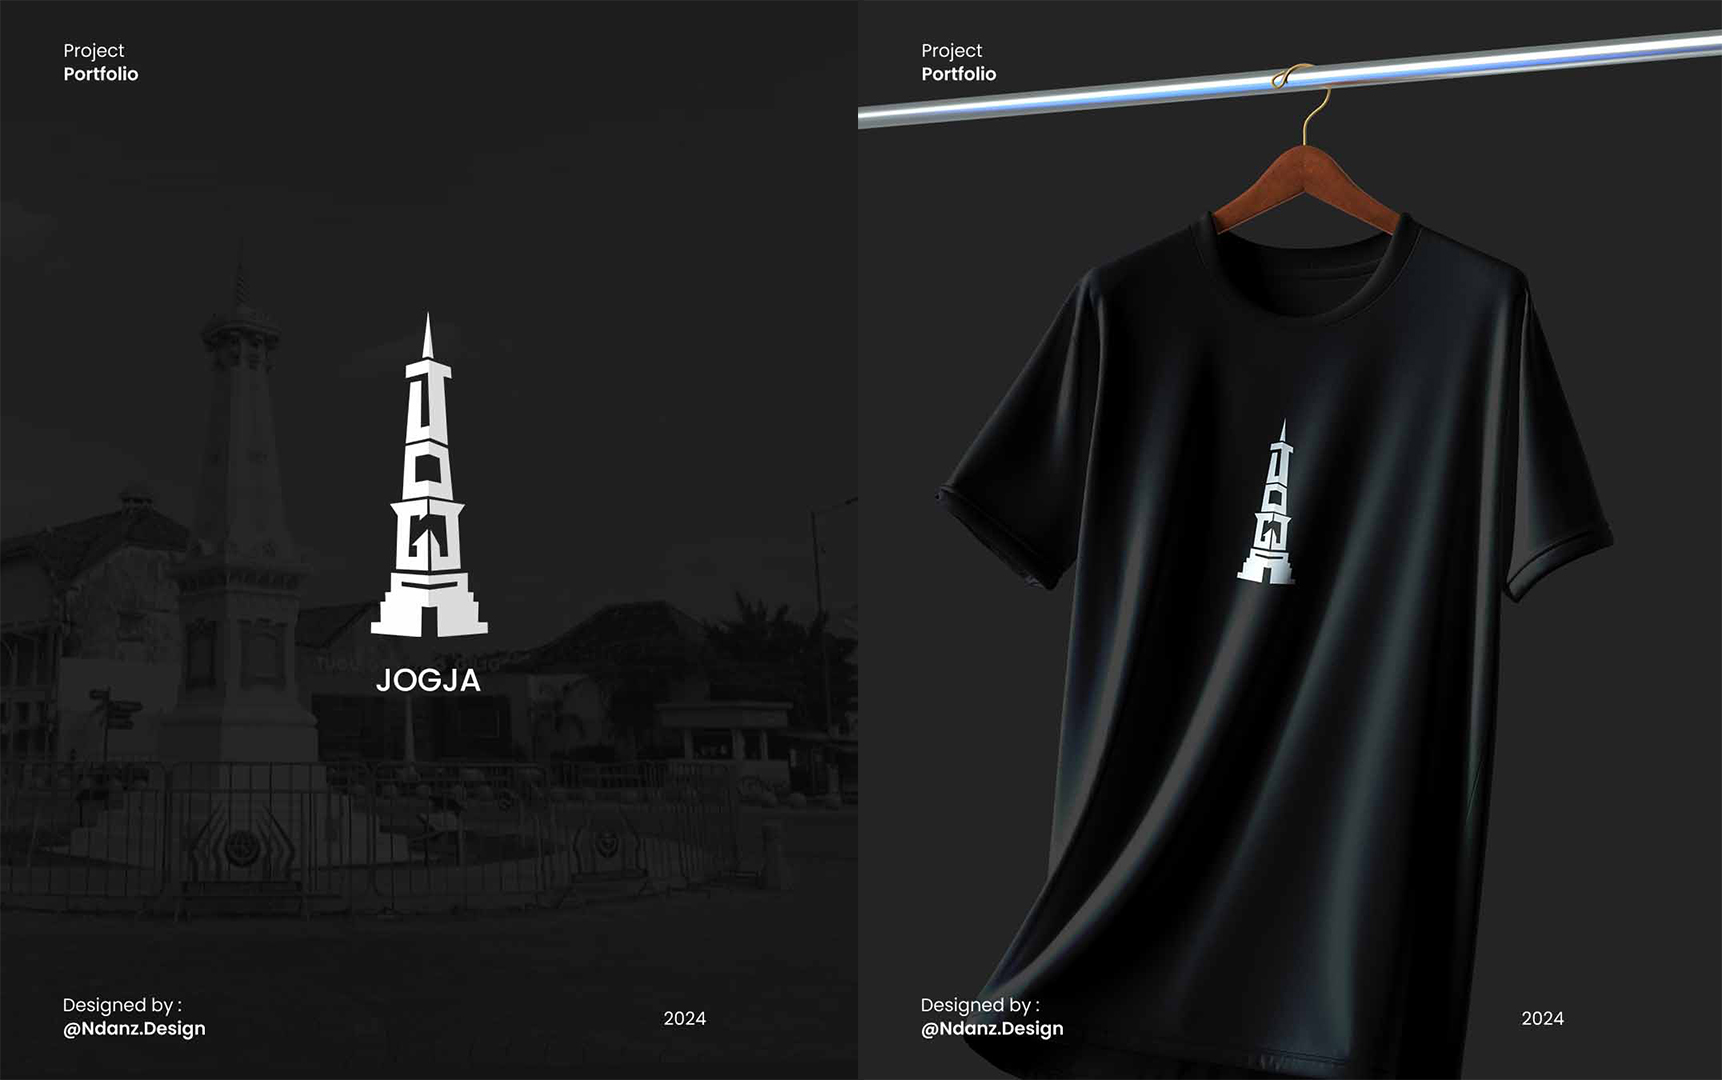 Project
Portfolio
JOGJA
Designed by :
@Ndanz.Design
2024
Project
Portfolio
Designed by :
@Ndanz.Design
2024